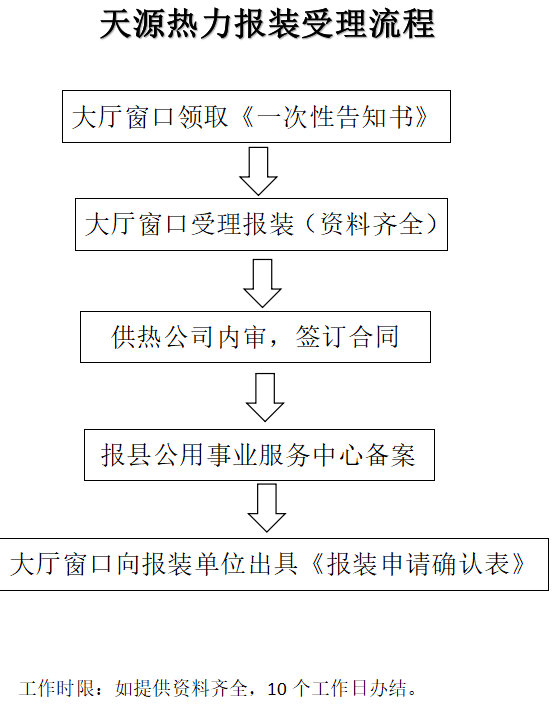 天源热力报装受理流程
大厅窗口领取《一次性告知书》
大厅窗口受理报装（资料齐全）
供热公司内审，签订合同
报县公用事业服务中心备案
大厅窗口向报装单位出具《报装申请确认表》
工作时限：如提供资料齐全，10个工作日办结。